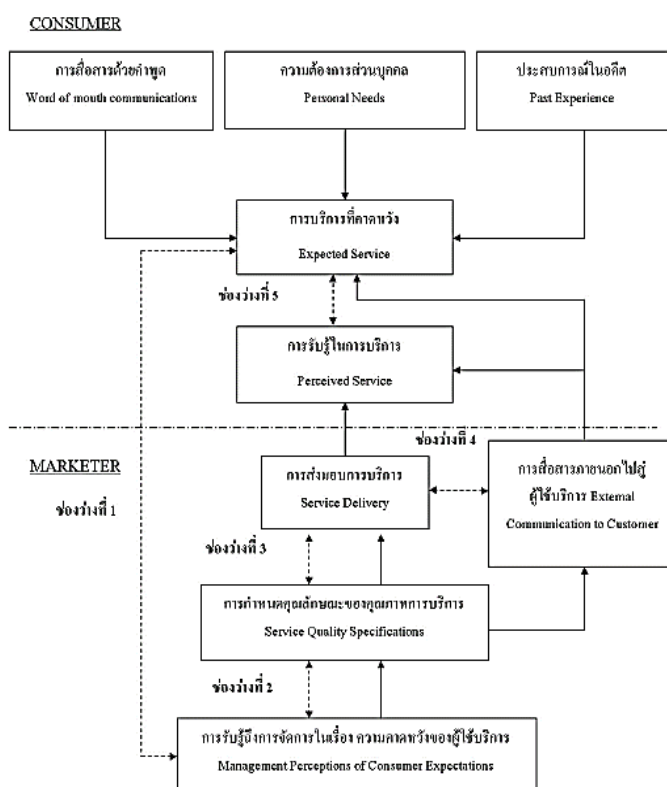 CONSUMER
การสื่อสารด้วยคำพูด
Word of mouth communications
ความต้องการส่วนบุคคล
Personal Needs
ประสบการณ์ในอดีต
Past Experience
การบริการที่คาดหวัง
Expected Service
ช่องว่างที่ 5
การรับรู้ในการบริการ
Perceived Service
ช่องว่างที่ 4
MARKETER
ช่องว่างที่ 1
การส่งมอบการบริการ
Service Delivery
การสื่อสารภายนอกไปสู่
ผู้ใช้บริการ External
Communication to Customer
ช่องว่างที่ 3
การกำหนดคุณลักษณะของคุณภาพการบริการ
Service Quality Specifications
ช่องว่างที่ 2
การรับรู้ถึงการจัดการในเรื่อง ความคาดหวังของผู้ใช้บริการ
Management Perceptions of Consumer Expectations